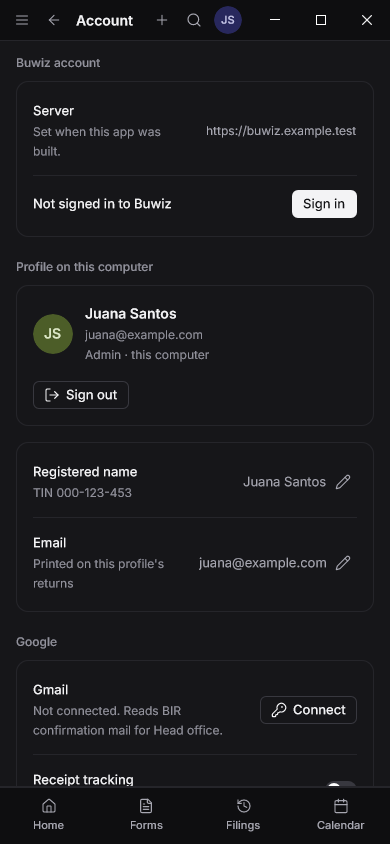 Account
JS
Buwiz account
Server
Set when this app was
built.
https://buwiz.example.test
Not signed in to Buwiz
Sign in
Profile on this computer
JS
Juana Santos
juana@example.com
Admin · this computer
Sign out
Registered name
TIN 000-123-453
Juana Santos
Email
Printed on this profile's
returns
juana@example.com
Google
Gmail
Not connected. Reads BIR
confirmation mail for Head office.
Connect
Receipt tracking
Home
Forms
Filings
Calendar